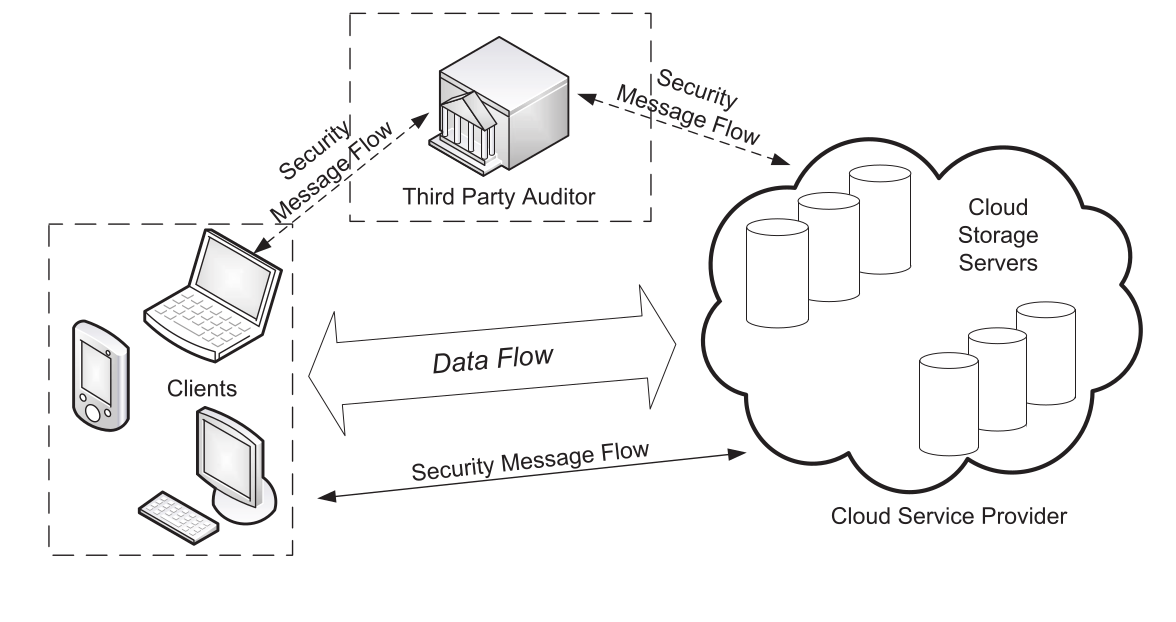 Security
Message Flow
Third Party Auditor
Security
Message Flow
Clients
Data Flow
Security Message Flow
Cloud
Storage
Servers
Cloud Service Provider